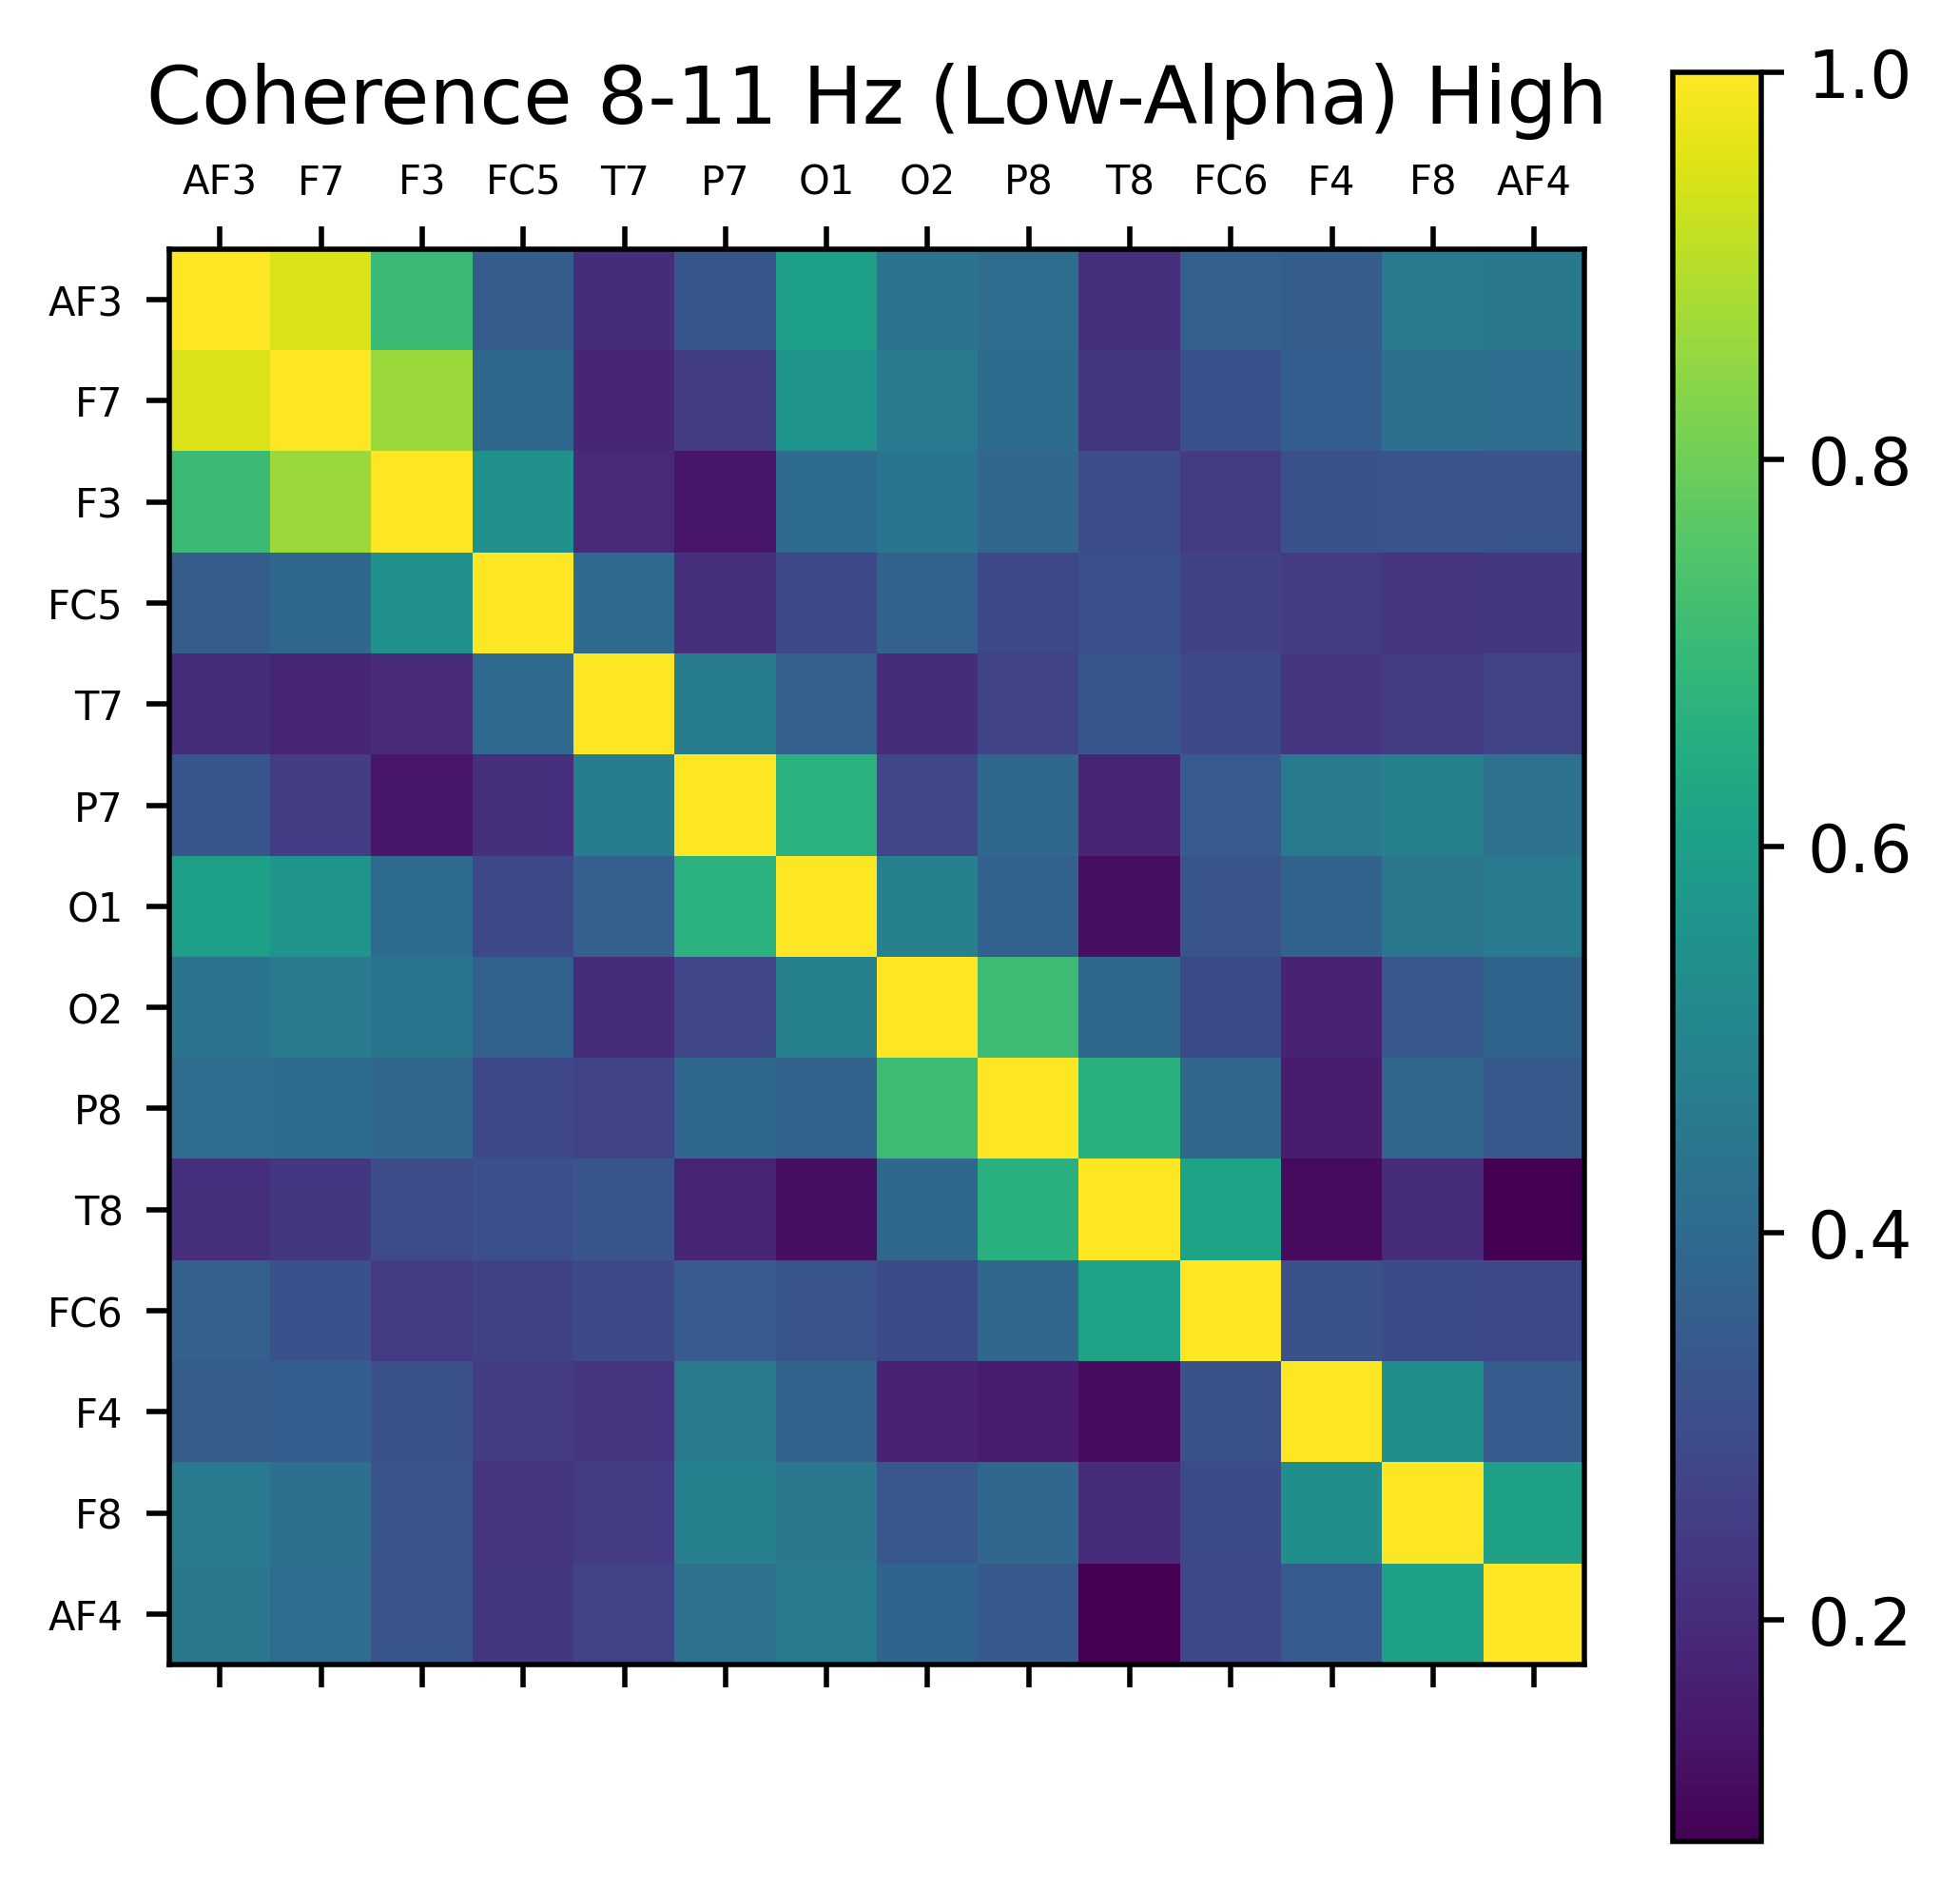 Coherence 8-11 Hz (Low-Alpha) High
AF3 F7 F3 FC5 T7 P7 O1 O2 P8 T8 FC6 F4 F8 AF4
AF3
F7
F3
FC5
T7
P7
O1
O2
P8
T8
FC6
F4
F8
AF4
1.0
0.8
0.6
0.4
0.2